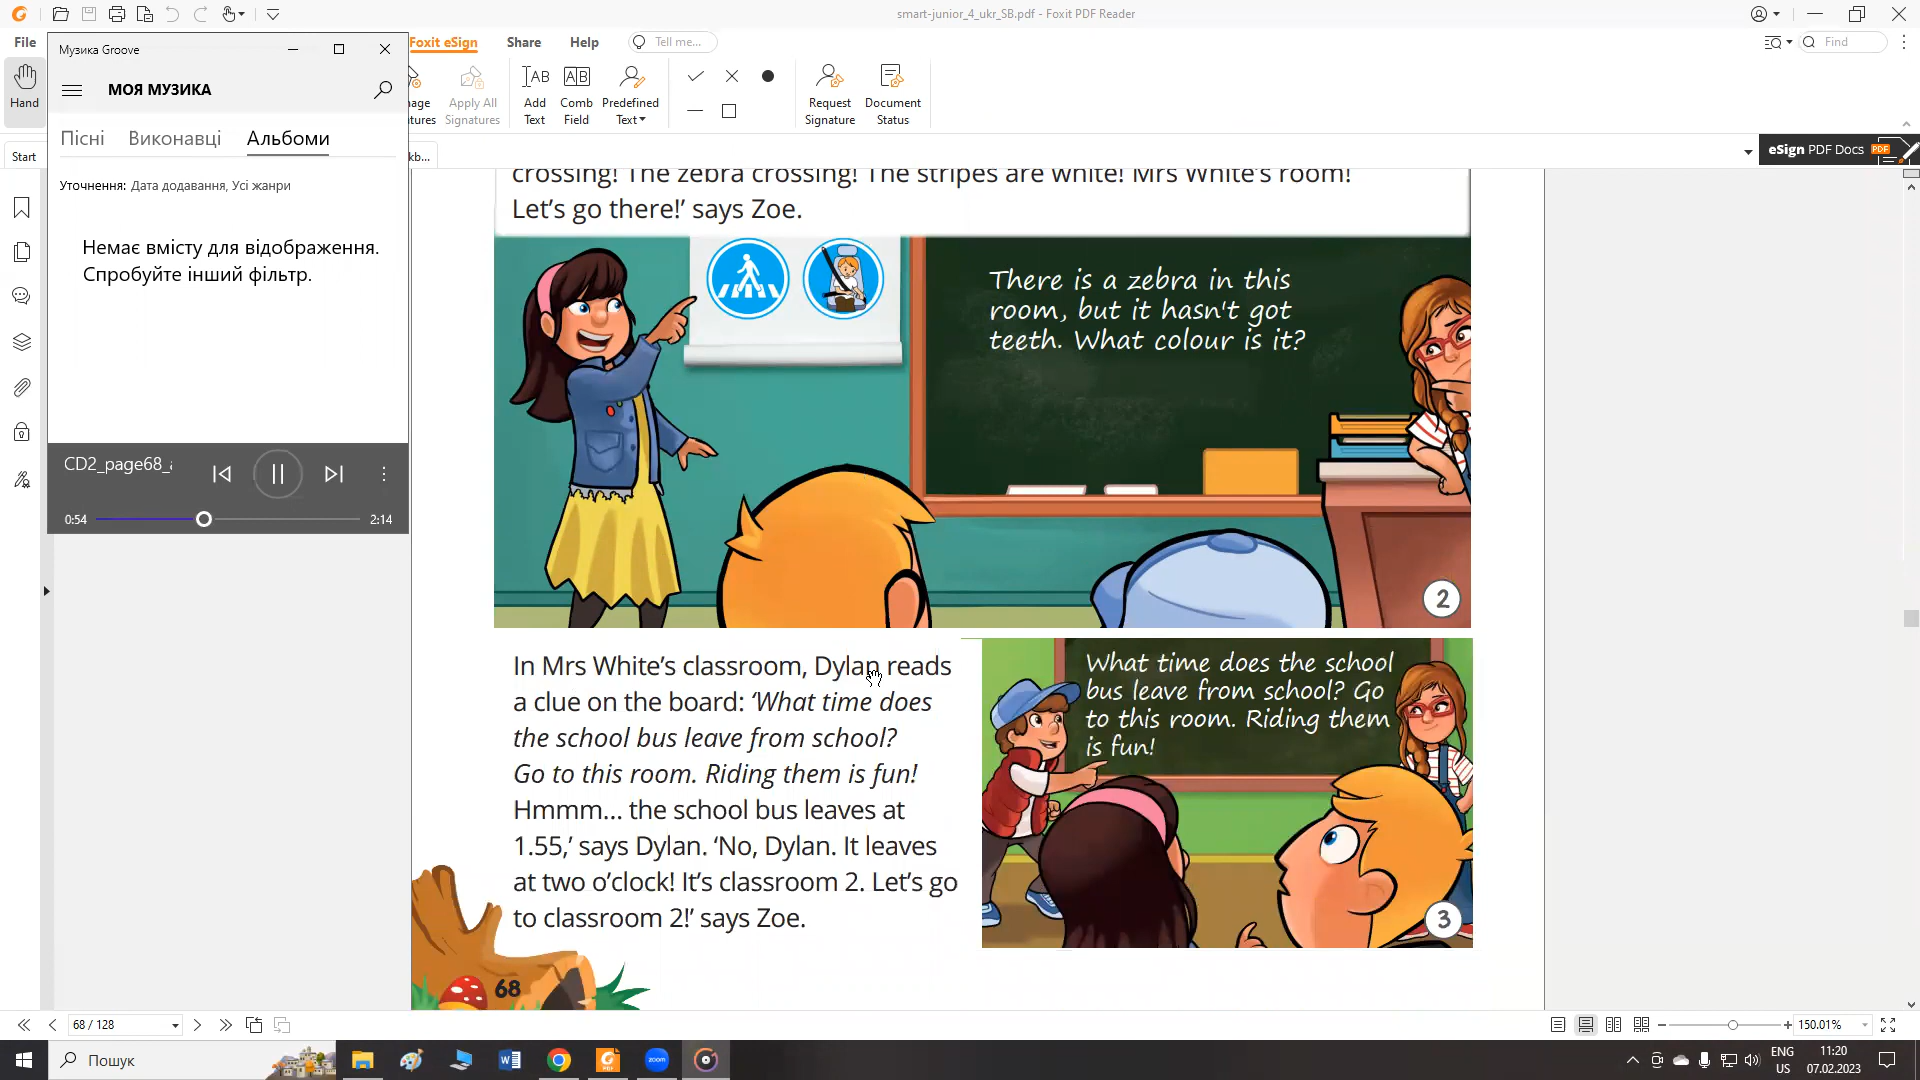 smart-junior_4_ukr_SB.pdf - Foxit PDF Reader
File
Foxit eSign
Share
Help
Tell me...
Find
Музика Groove
МОЯ МУЗИКА
Пісні Виконавці Альбоми
Уточнення: Дата додавання, Усі жанри
Немає вмісту для відображення.
Спробуйте інший фільтр.
CD2_page68_
0:54
2:14
Hand
Apply All
Signatures
Add
Text
Comb
Field
Predefined
Text
Request
Signature
Document
Status
Start
eSign PDF Docs
PDF
crossing! The zebra crossing! The stripes are white! Mrs White's room!
Let's go there!' says Zoe.
There is a zebra in this
room, but it hasn't got
teeth. What colour is it?
2
In Mrs White's classroom, Dylan reads
a clue on the board: 'What time does
the school bus leave from school?
Go to this room. Riding them is fun!
Hmmm... the school bus leaves at
1.55,' says Dylan. 'No, Dylan. It leaves
at two o'clock! It's classroom 2. Let's go
to classroom 2!' says Zoe.
What time does the school
bus leave from school? Go
to this room. Riding them
is fun!
3
68
68 / 128
150.01%
Пошук
ENG
US
11:20
07.02.2023